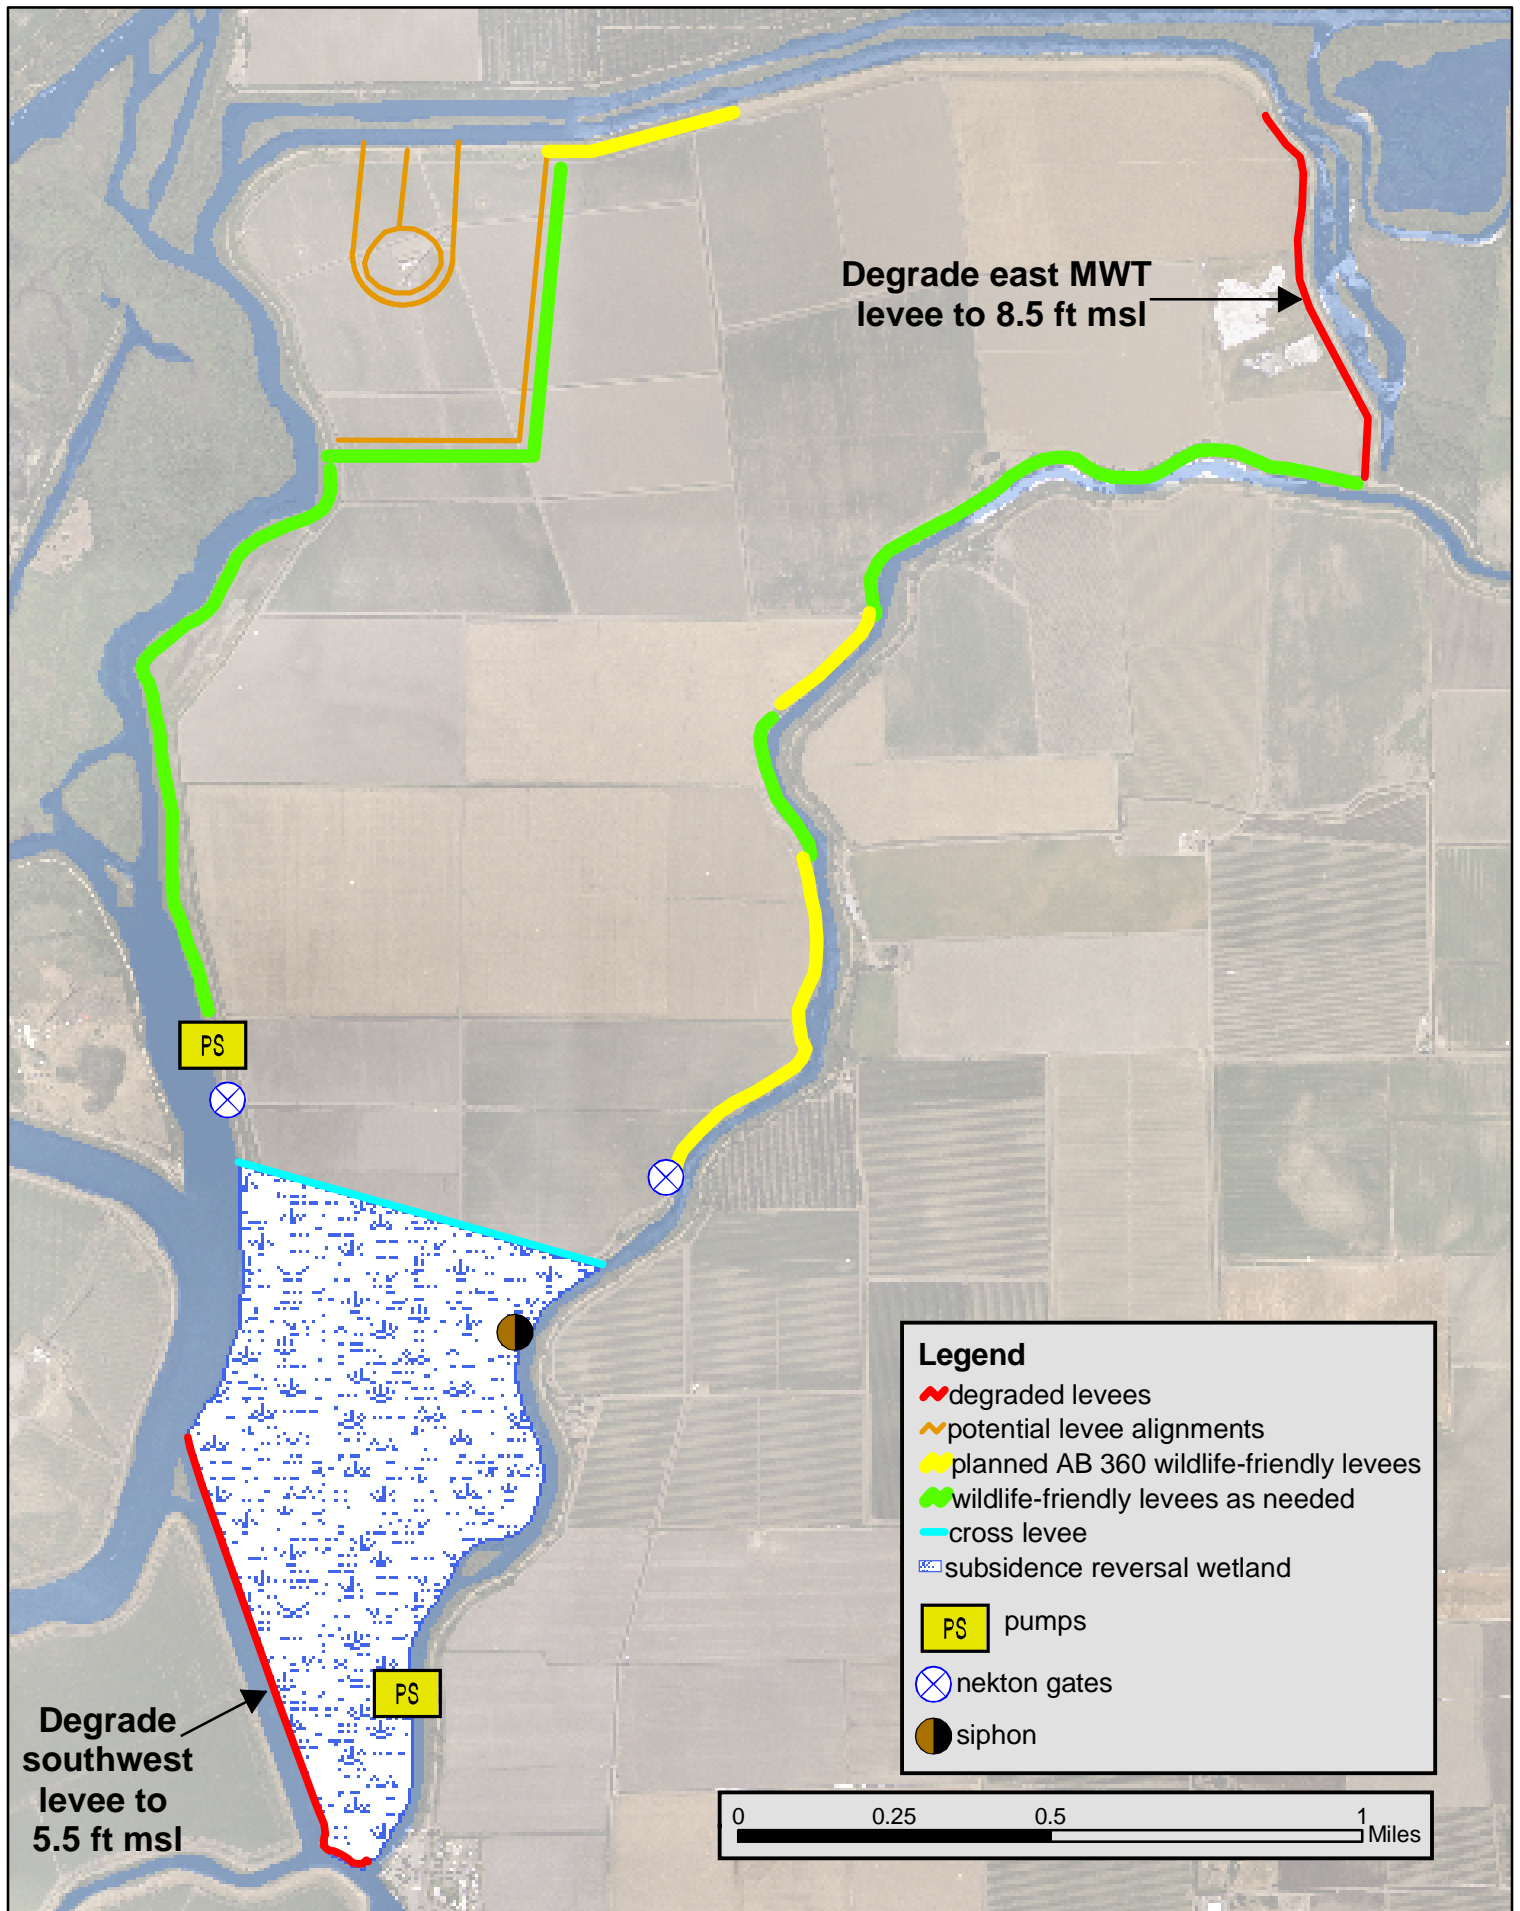 Degrade east MWT
levee to 8.5 ft msl
PS
PS
Degrade
southwest
levee to
5.5 ft msl
Legend
degraded levees
potential levee alignments
planned AB 360 wildlife-friendly levees
wildlife-friendly levees as needed
cross levee
subsidence reversal wetland
PS pumps
nekton gates
siphon
0 0.25 0.5 1
Miles